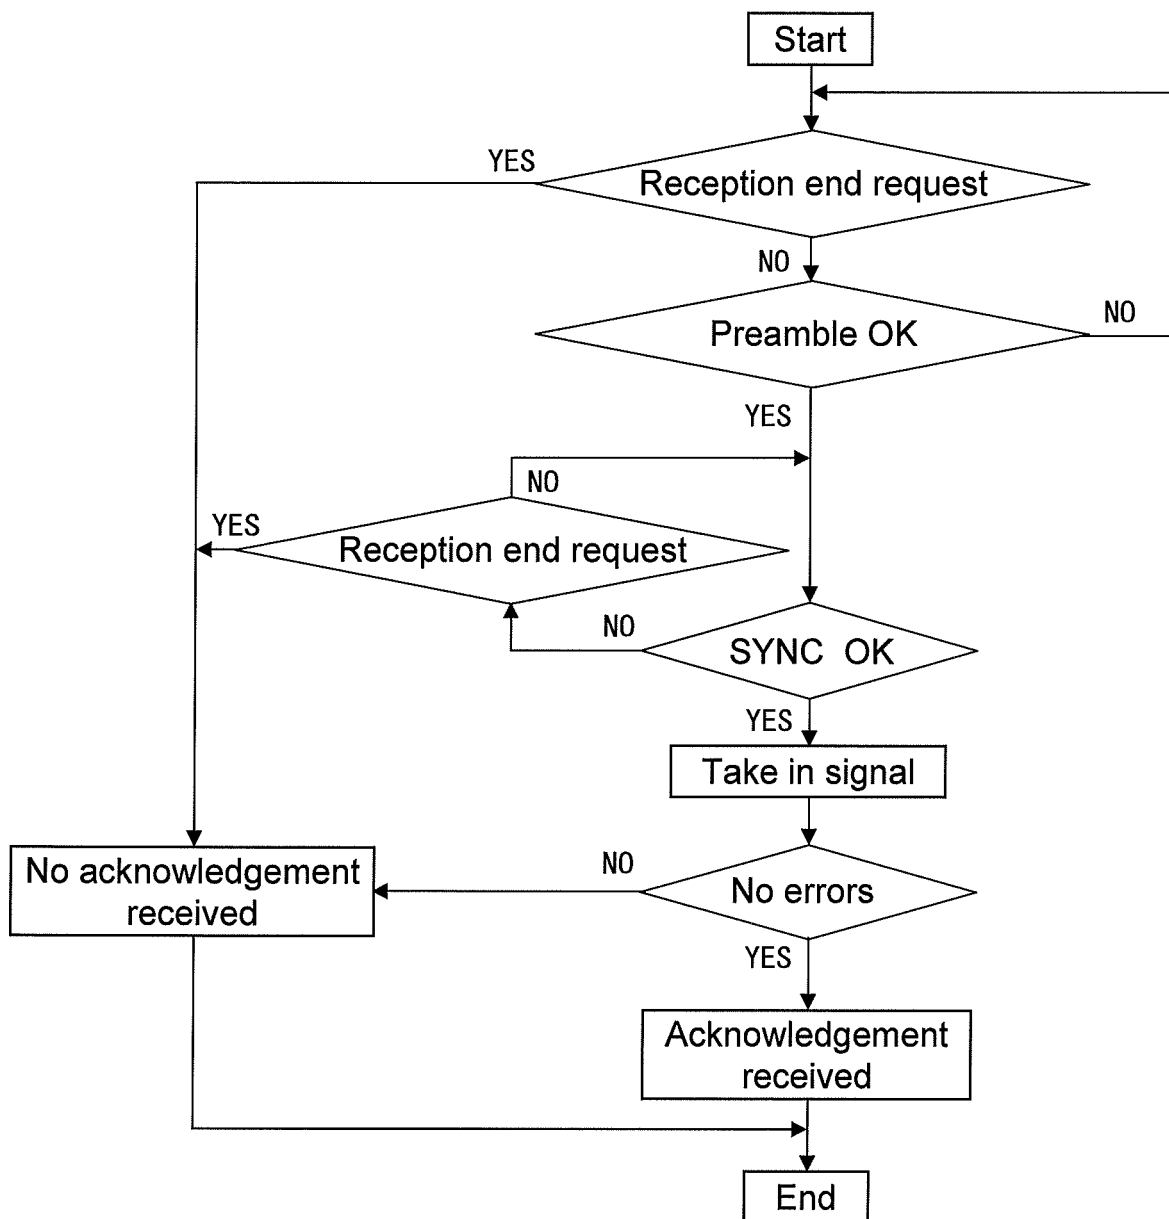 Start
YES
Reception end request
NO
Preamble OK
NO
YES
NO
YES
Reception end request
NO
SYNC OK
YES
Take in signal
No acknowledgement
received
NO
No errors
YES
Acknowledgement
received
End